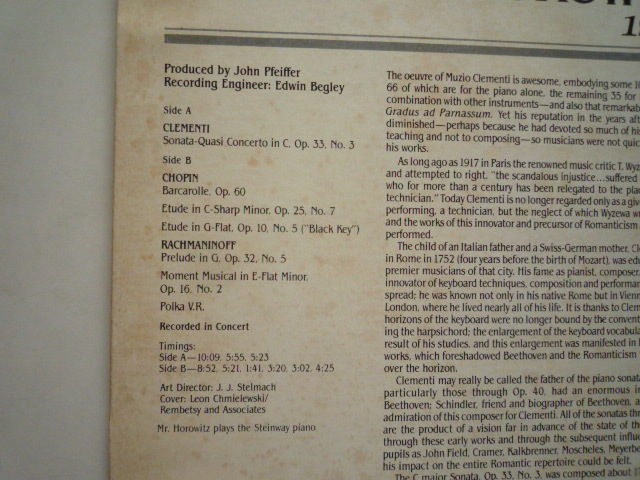 Produced by John Pfeiffer
Recording Engineer: Edwin Begley
Side A
CLEMENTI
Sonata-Quasi Concerto in C, Op. 33, No. 3
Side B
CHOPIN
Barcarolle, Op. 60
Etude in C-Sharp Minor, Op. 25, No. 7
Etude in G-Flat, Op. 10, No. 5 ("Black Key")
RACHMANINOFF
Prelude in G, Op. 32, No. 5
Moment Musical in E-Flat Minor,
Op. 16, No. 2
Polka V.R.
Recorded in Concert
Timings:
Side A—10:09, 5:55, 5:23
Side B—8:52, 5:21, 1:41, 3:20, 3:02, 4:25
Art Director: J. J. Stelmach
Cover: Leon Chmielewski/
Rembetsy and Associates
Mr. Horowitz plays the Steinway piano
The oeuvre of Muzio Clementi is awesome, embodying some
66 of which are for the piano alone, the remaining 35 for
combination with other instruments—and also that
Gradus ad Parnassum. Yet his reputation in the years
diminished—perhaps because he had devoted so much of his
teaching and not to composing—so musicians were not
his works.
As long ago as 1917 in Paris the renowned music critic T.
and attempted to right, "the scandalous injustice...suffered
who for more than a century has been relegated to the
technician." Today Clementi is no longer regarded only as a
performing, a technician, but the neglect of which Wyzewa
and the works of this innovator and precursor of Romanticism
performed.
The child of an Italian father and a Swiss-German mother,
in Rome in 1752 (four years before the birth of Mozart), was
premier musicians of that city. His fame as pianist, composer,
innovator of keyboard techniques, composition and
spread; he was known not only in his native Rome but in
London, where he lived nearly all of his life. It is thanks to
horizons of the keyboard were no longer bound by the
ing the harpsichord; the enlargement of the keyboard
result of his studies, and this enlargement was manifested in
works, which foreshadowed Beethoven and the Romanticism
over the horizon.
Clementi may really be called the father of the piano
particularly those through Op. 40, had an enormous
Beethoven; Schindler, friend and biographer of Beethoven,
admiration of this composer for Clementi. All of the sonatas
are the product of a vision far in advance of the state of the
through these early works and through the subsequent
pupils as John Field, Cramer, Kalkbrenner, Moscheles,
his impact on the entire Romantic repertoire could be felt.
The C major Sonata, Op. 33, No. 3, was composed about